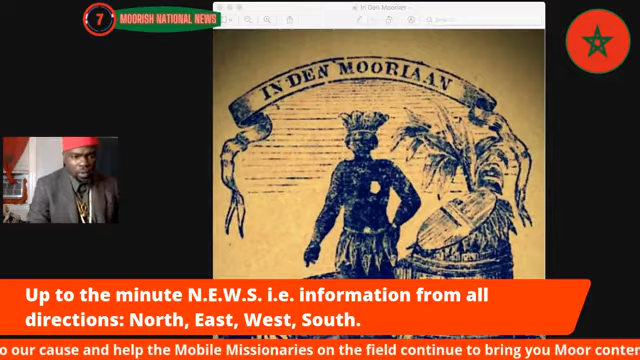 7
MOORISH NATIONAL NEWS
In Den Mooriaan
Search
IN DEN MOORIAAN
Up to the minute N.E.W.S. i.e. information from all
directions: North, East, West, South.
o our cause and help the Mobile Missionaries on the field continue to bring you Moor conte